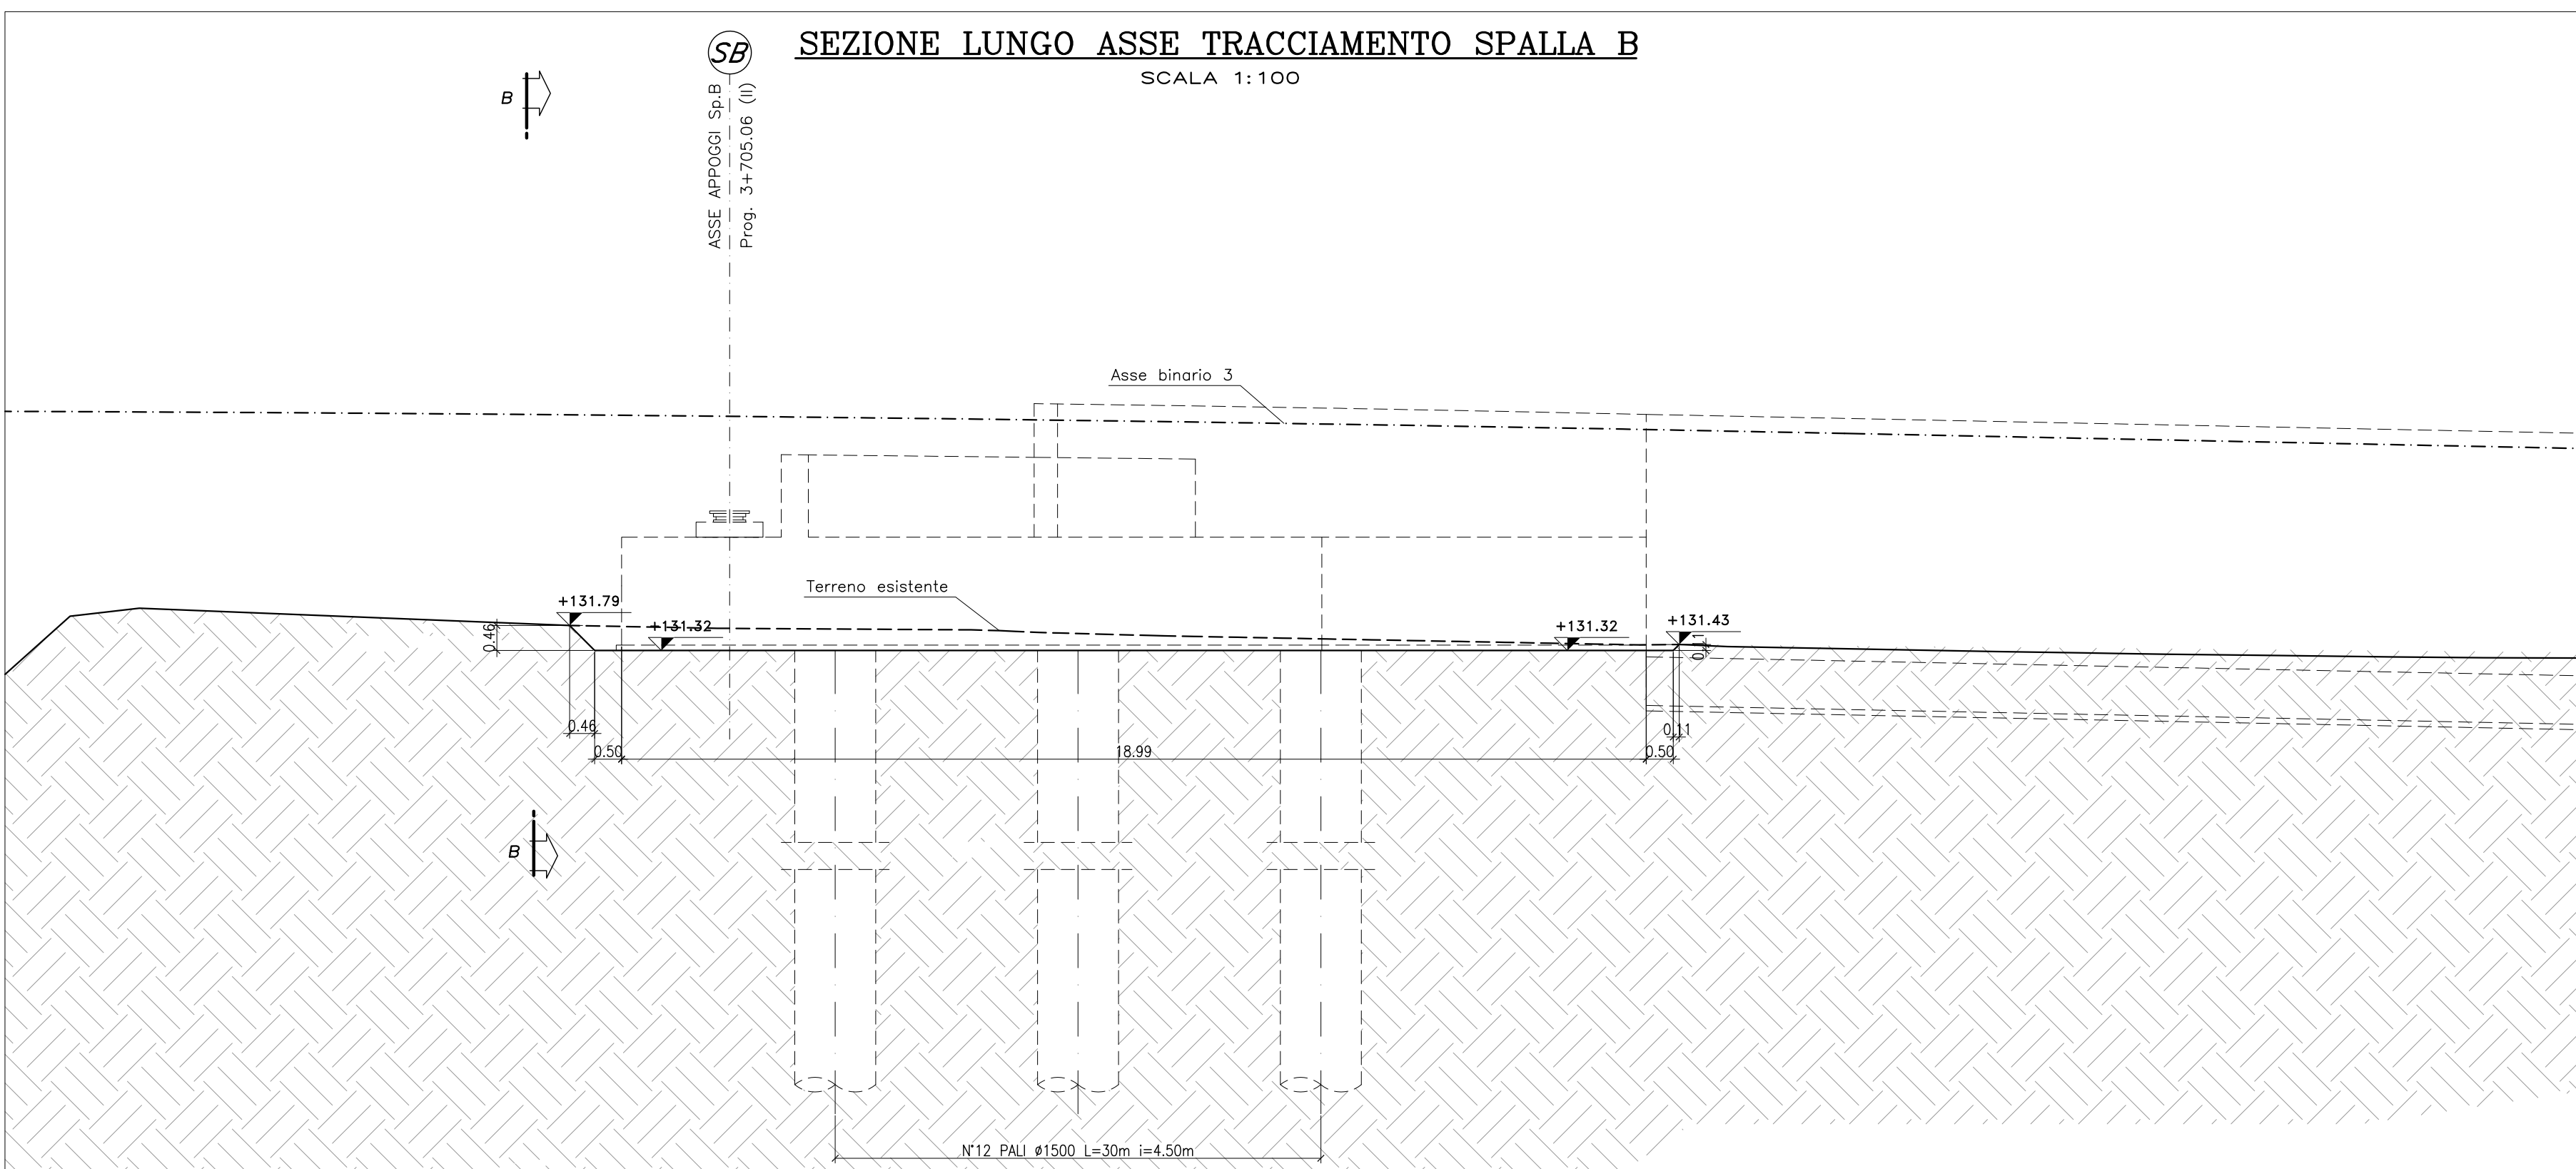 SEZIONE LUNGO ASSE TRACCIAMENTO SPALLA B
SCALA 1:100
SB
ASSE APPOGGI Sp.B
Prog. 3+705.06 (II)
B
Asse binario 3
Terreno esistente
+131.79
+131.32
+131.32
+131.43
0.46
0.11
0.46
0.11
0.50
18.99
0.50
B
N°12 PALI ø1500 L=30m i=4.50m